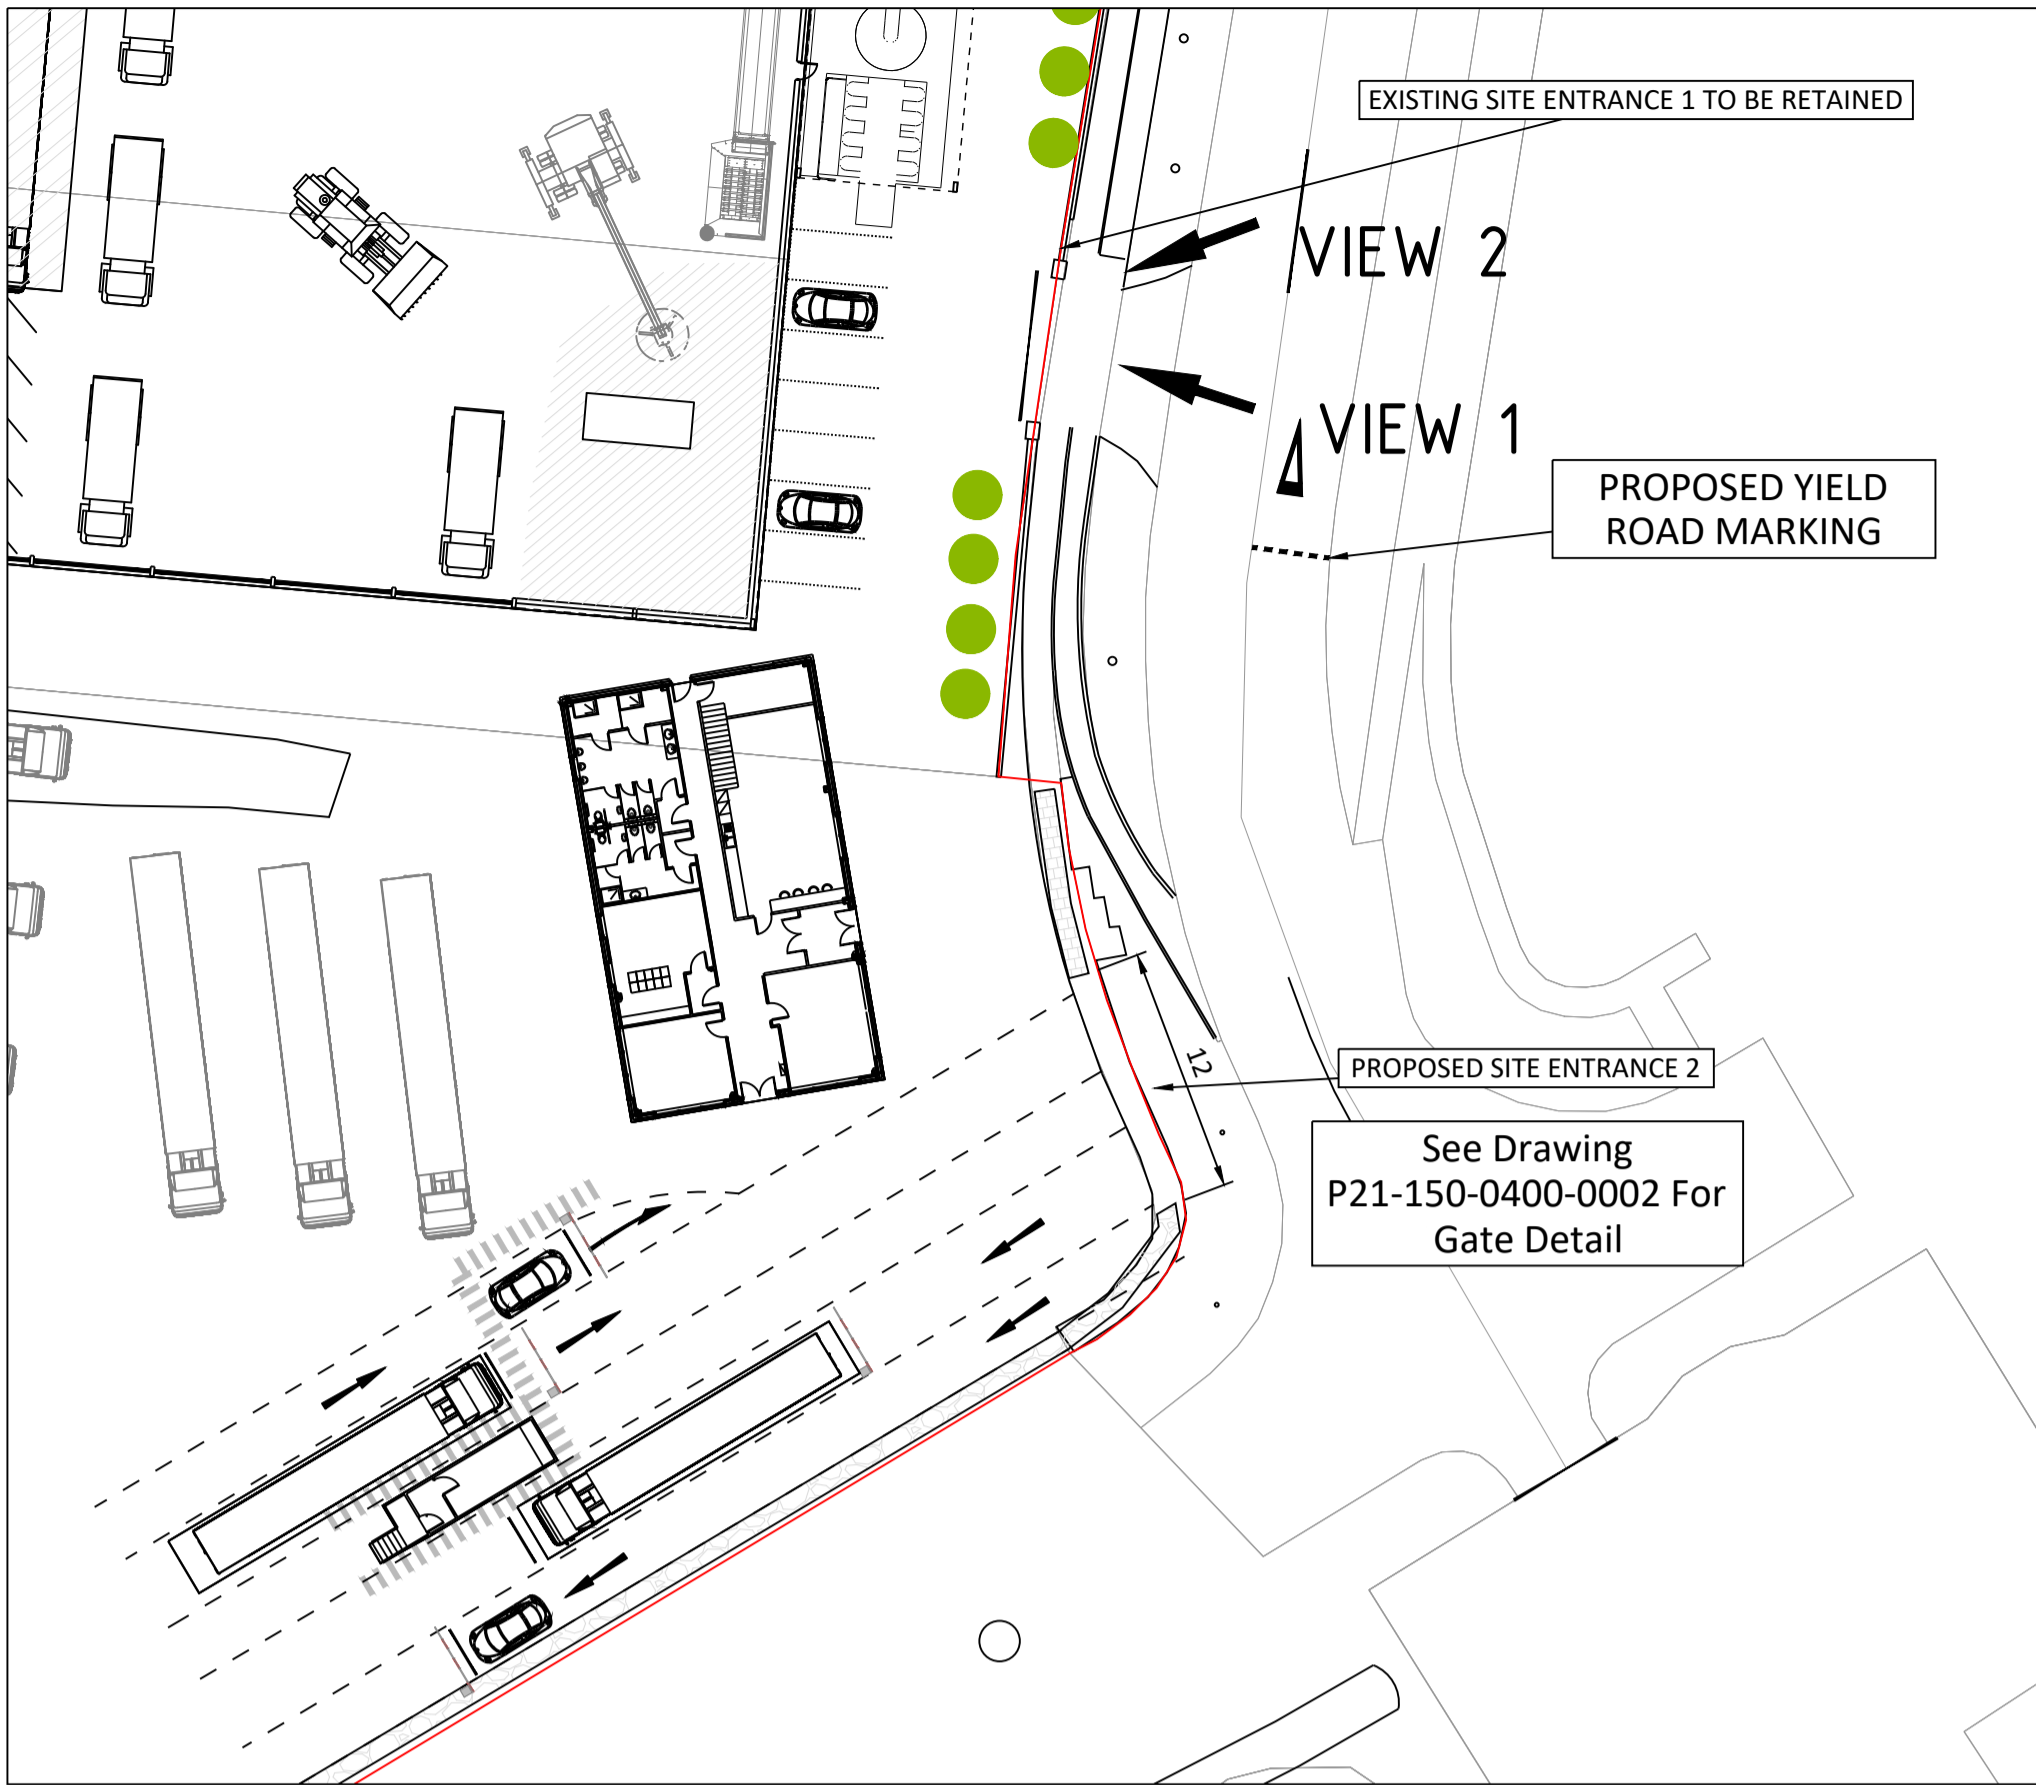 EXISTING SITE ENTRANCE 1 TO BE RETAINED
VIEW 2
VIEW 1
PROPOSED YIELD
ROAD MARKING
12
PROPOSED SITE ENTRANCE 2
See Drawing
P21-150-0400-0002 For
Gate Detail